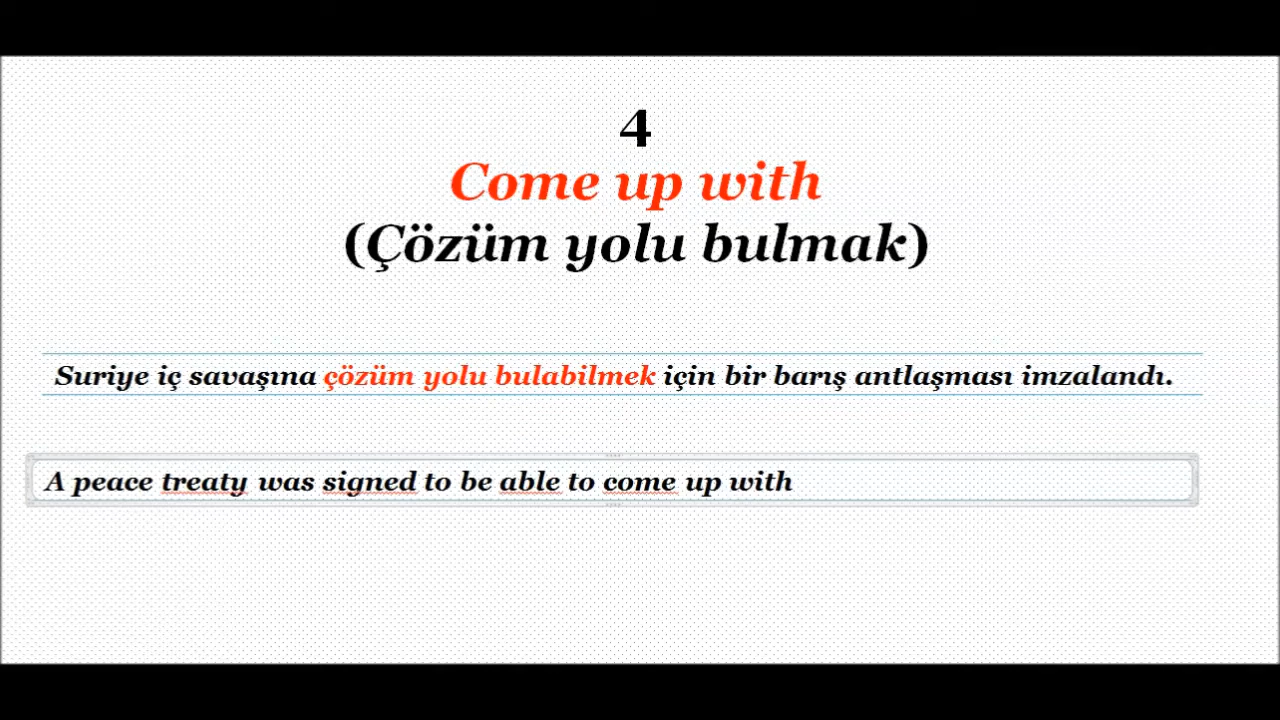 4
Come up with
(Çözüm yolu bulmak)
Suriye iç savaşına çözüm yolu bulabilmek için bir barış antlaşması imzalandı.
A peace treaty was signed to be able to come up with